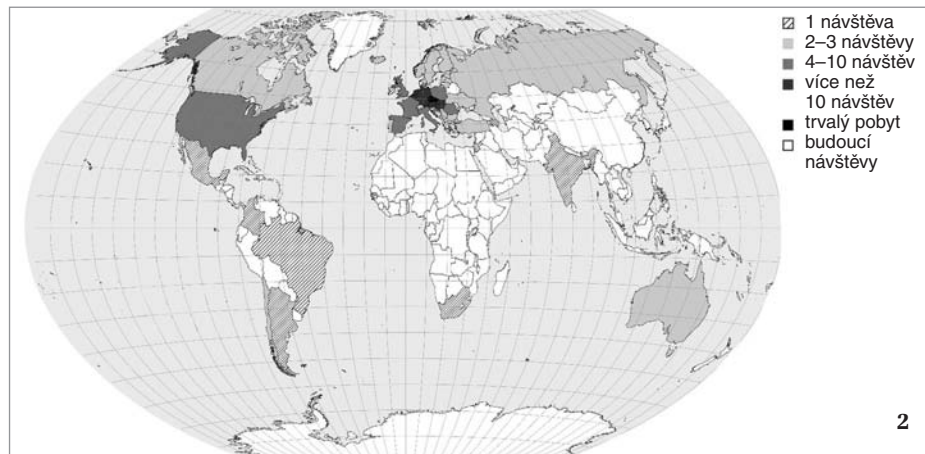 1 návštěva
2–3 návštěvy
4–10 návštěv
více než
10 návštěv
trvalý pobyt
budoucí
návštěvy
2